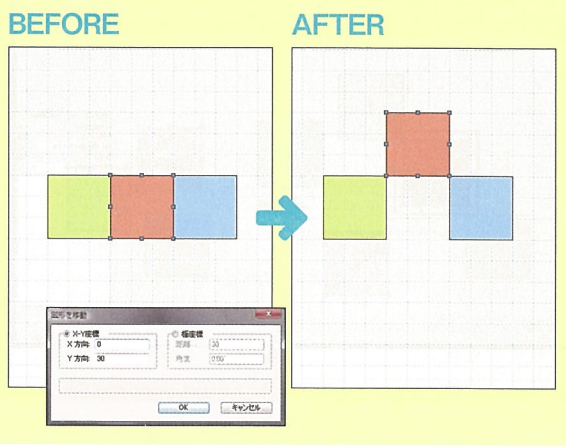 BEFORE
AFTER
図形を移動
X-Y座標
X 方向: 0
Y 方向: 30
極座標
距離: 30
角度: 0.00
OK
キャンセル